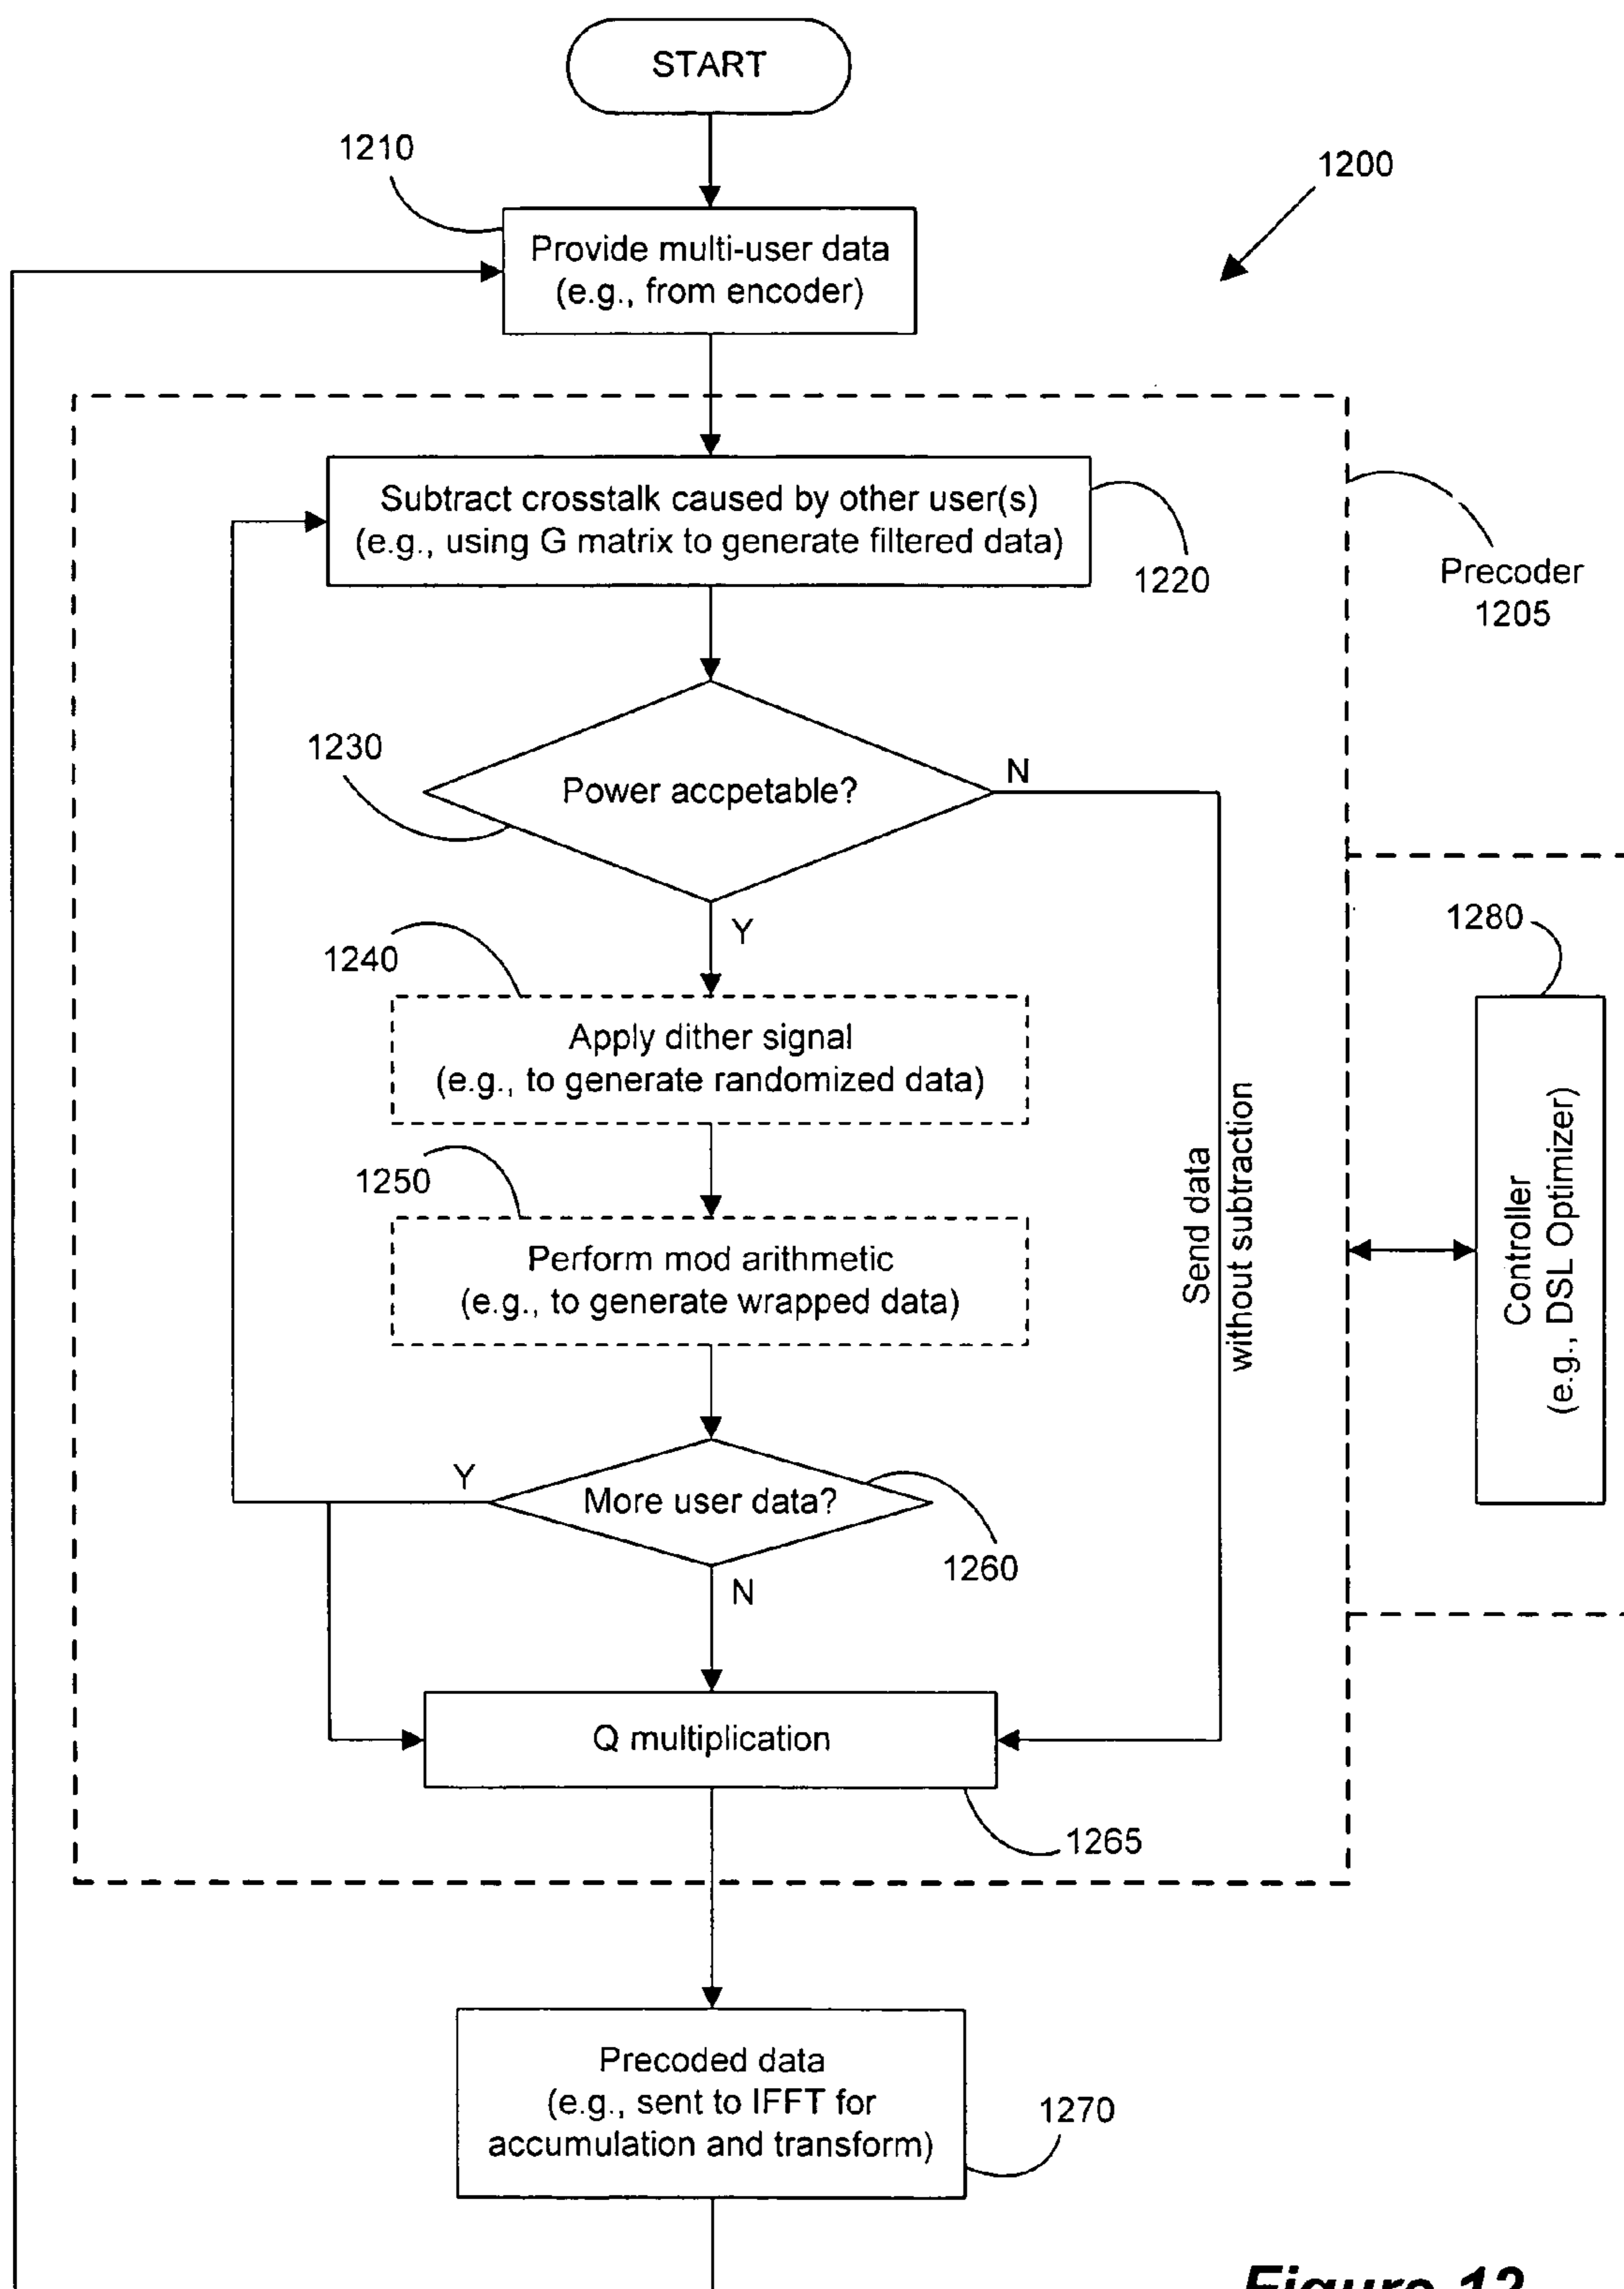 START
1210
1200
Provide multi-user data
(e.g., from encoder)
Subtract crosstalk caused by other user(s)
(e.g., using G matrix to generate filtered data)
1220
Precoder
1205
1230
Power accpetable?
N
Y
1280
1240
Apply dither signal
(e.g., to generate randomized data)
Send data
without subtraction
Controller
(e.g., DSL Optimizer)
1250
Perform mod arithmetic
(e.g., to generate wrapped data)
Y
More user data?
1260
N
Q multiplication
1265
Precoded data
(e.g., sent to IFFT for
accumulation and transform)
1270
Figure 12